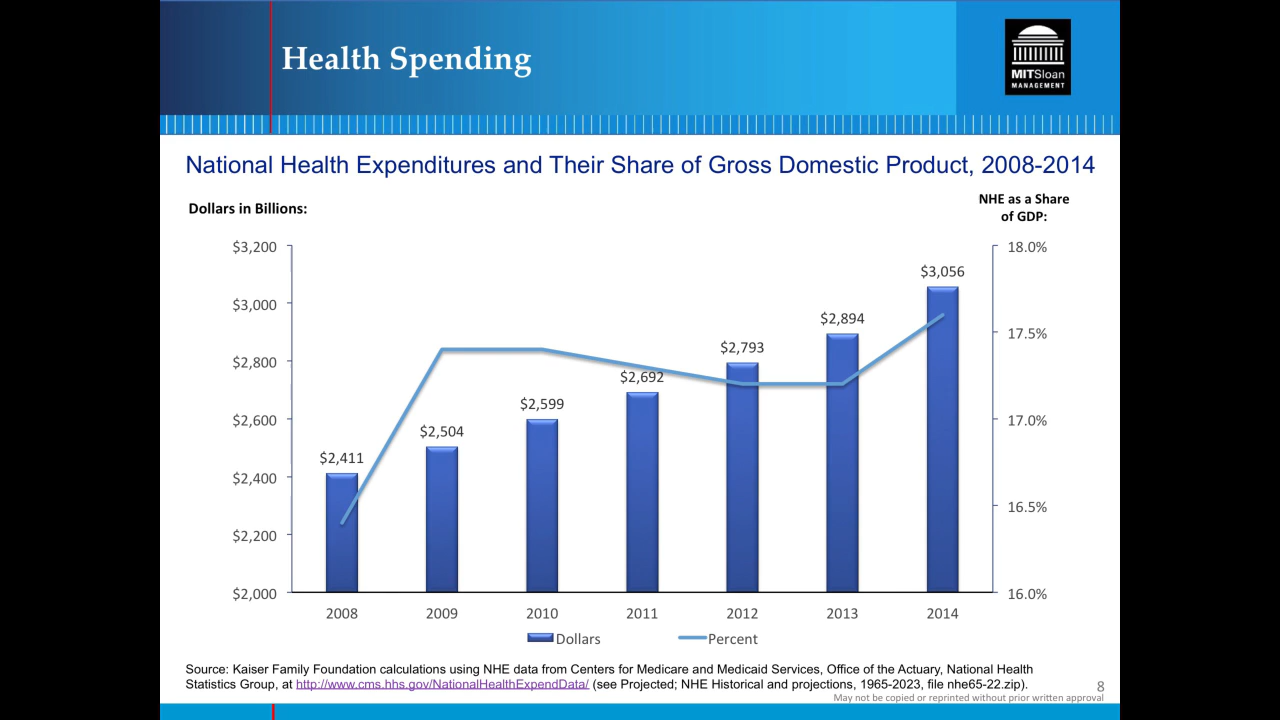 Health Spending
MITSloan
MANAGEMENT
National Health Expenditures and Their Share of Gross Domestic Product, 2008-2014
Dollars in Billions:
NHE as a Share
of GDP:
$3,200
$3,000
$2,800
$2,600
$2,400
$2,200
$2,000
18.0%
17.5%
17.0%
16.5%
16.0%
$2,411
$2,504
$2,599
$2,692
$2,793
$2,894
$3,056
2008 2009 2010 2011 2012 2013 2014
Dollars Percent
Source: Kaiser Family Foundation calculations using NHE data from Centers for Medicare and Medicaid Services, Office of the Actuary, National Health
Statistics Group, at http://www.cms.hhs.gov/NationalHealthExpendData/ (see Projected; NHE Historical and projections, 1965-2023, file nhe65-22.zip).
8
May not be copied or reprinted without prior written approval